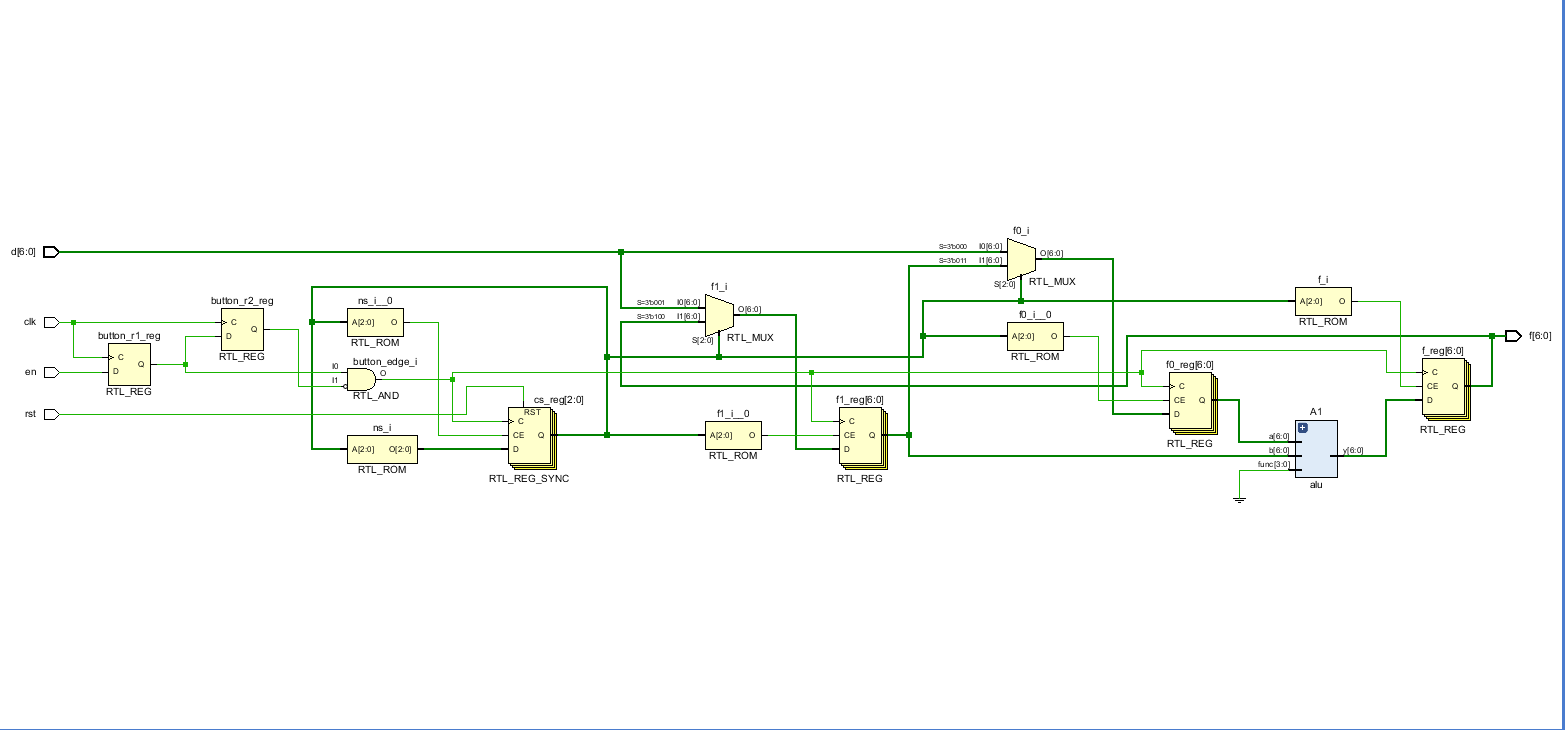 d[6:0]
clk
en
rst
button_r1_reg
C
D
Q
RTL_REG
button_r2_reg
C
D
Q
RTL_REG
ns_i__0
A[2:0]
O
RTL_ROM
button_edge_i
I0
I1
O
RTL_AND
ns_i
A[2:0]
O[2:0]
RTL_ROM
cs_reg[2:0]
RST
C
CE
D
Q
RTL_REG_SYNC
f1_i
S=3'b001
I0[6:0]
S=3'b100
I1[6:0]
S[2:0]
O[6:0]
RTL_MUX
f1_i__0
A[2:0]
O
RTL_ROM
f1_reg[6:0]
C
CE
D
Q
RTL_REG
f0_i
S=3'b000
I0[6:0]
S=3'b011
I1[6:0]
S[2:0]
O[6:0]
RTL_MUX
f0_i__0
A[2:0]
O
RTL_ROM
f0_reg[6:0]
C
CE
D
Q
RTL_REG
f_i
A[2:0]
O
RTL_ROM
A1
a[6:0]
b[6:0]
func[3:0]
y[6:0]
alu
f_reg[6:0]
C
CE
D
Q
RTL_REG
f[6:0]